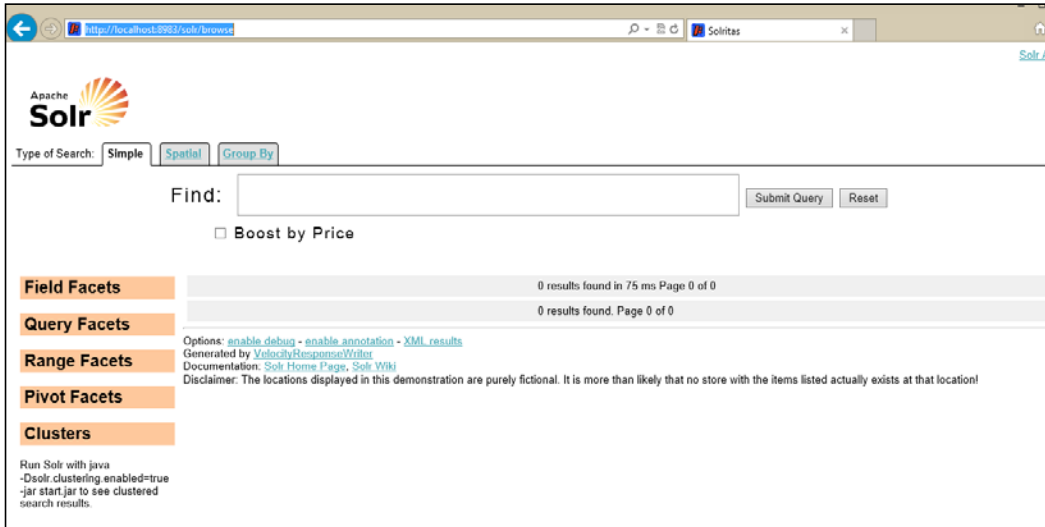 http://localhost:8983/solr/browse
Solritas
Solr A
Apache
Solr
Type of Search: Simple Spatial Group By
Find: Submit Query Reset
Boost by Price
Field Facets
Query Facets
Range Facets
Pivot Facets
Clusters
Run Solr with java
-Dsolr.clustering.enabled=true
-jar start.jar to see clustered
search results.
0 results found in 75 ms Page 0 of 0
0 results found. Page 0 of 0
Options: enable debug - enable annotation - XML results
Generated by VelocityResponseWriter
Documentation: Solr Home Page, Solr Wiki
Disclaimer: The locations displayed in this demonstration are purely fictional. It is more than likely that no store with the items listed actually exists at that location!